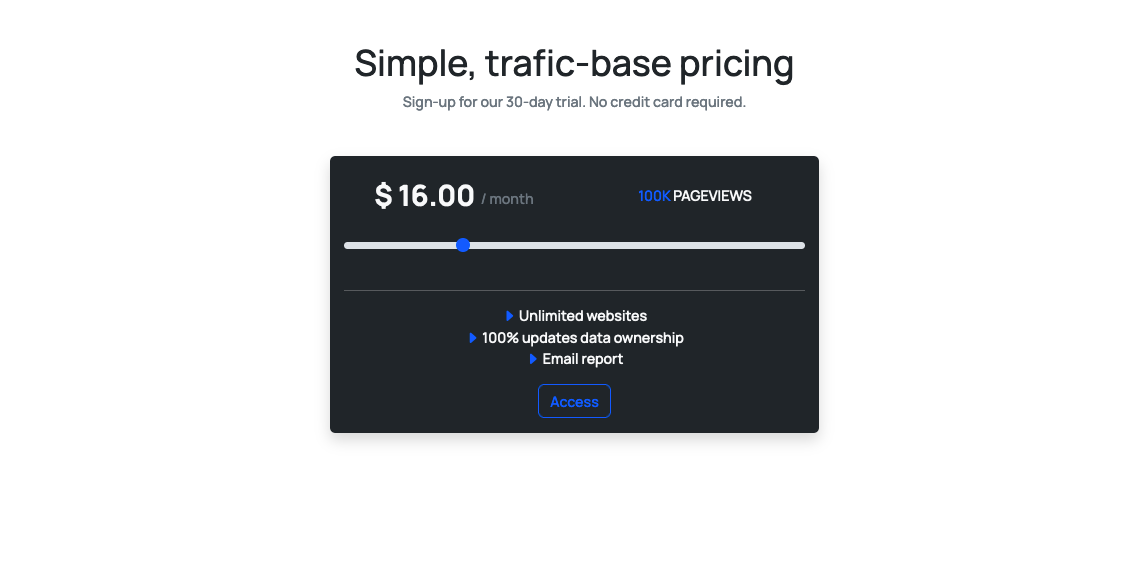 Simple, trafic-base pricing
Sign-up for our 30-day trial. No credit card required.
$ 16.00 / month
100K PAGEVIEWS
Unlimited websites
100% updates data ownership
Email report
Access